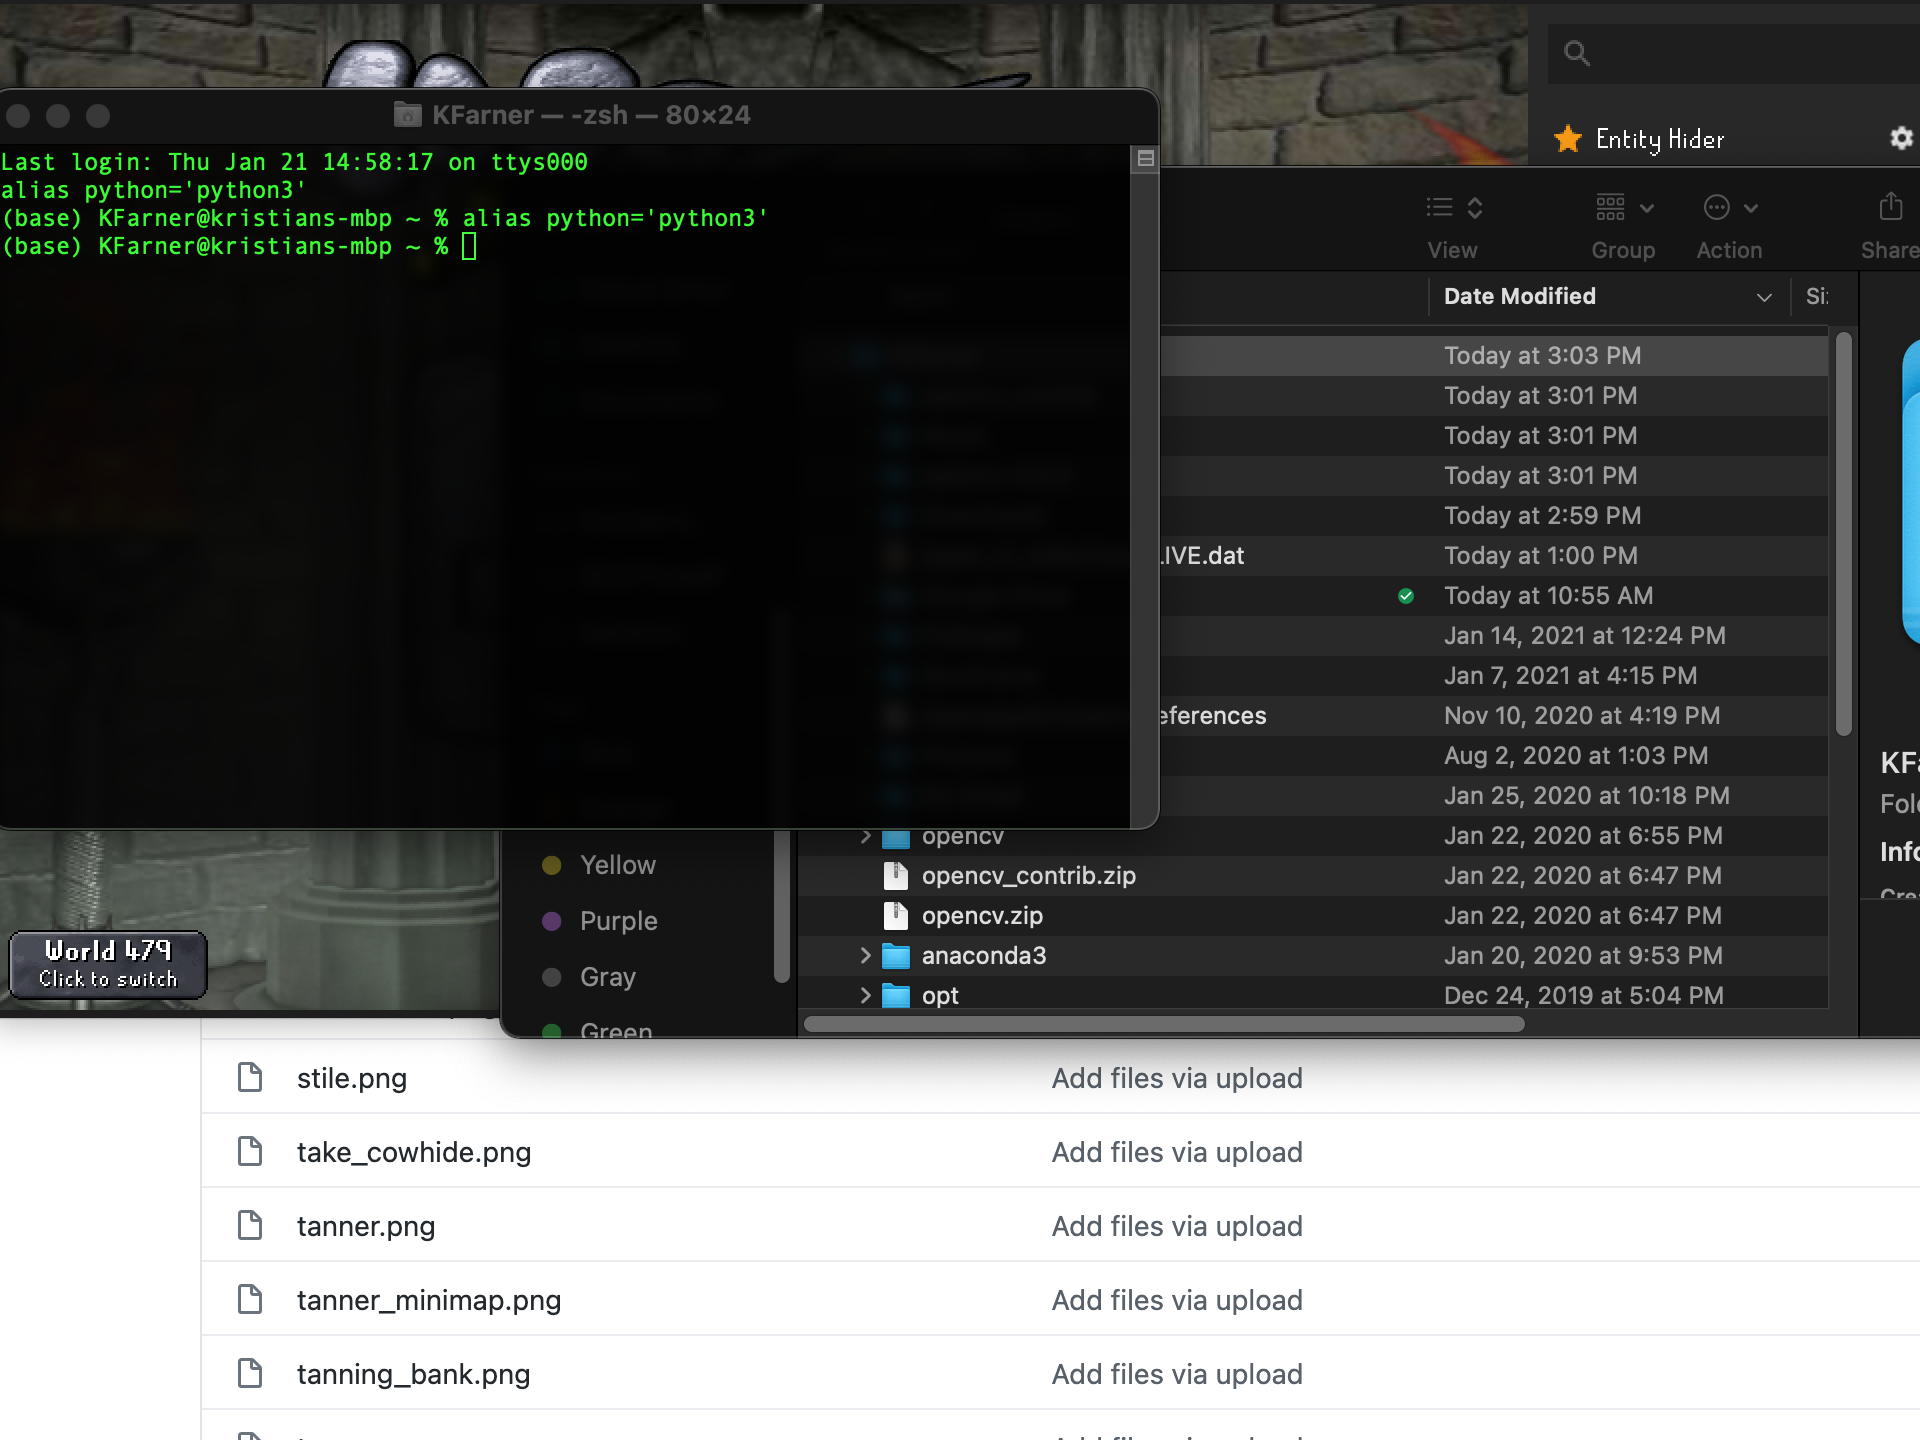 KFarner — -zsh — 80×24
Last login: Thu Jan 21 14:58:17 on ttys000
alias python='python3'
(base) KFarner@kristians-mbp ~ % alias python='python3'
(base) KFarner@kristians-mbp ~ %
Entity Hider
View
Group
Action
Share
Date Modified
Today at 3:03 PM
Today at 3:01 PM
Today at 3:01 PM
Today at 3:01 PM
Today at 2:59 PM
LIVE.dat Today at 1:00 PM
Today at 10:55 AM
Jan 14, 2021 at 12:24 PM
Jan 7, 2021 at 4:15 PM
eferences Nov 10, 2020 at 4:19 PM
Aug 2, 2020 at 1:03 PM
Jan 25, 2020 at 10:18 PM
opencv Jan 22, 2020 at 6:55 PM
opencv_contrib.zip Jan 22, 2020 at 6:47 PM
opencv.zip Jan 22, 2020 at 6:47 PM
anaconda3 Jan 20, 2020 at 9:53 PM
opt Dec 24, 2019 at 5:04 PM
Yellow
Purple
Gray
Green
World 479
Click to switch
stile.png Add files via upload
take_cowhide.png Add files via upload
tanner.png Add files via upload
tanner_minimap.png Add files via upload
tanning_bank.png Add files via upload